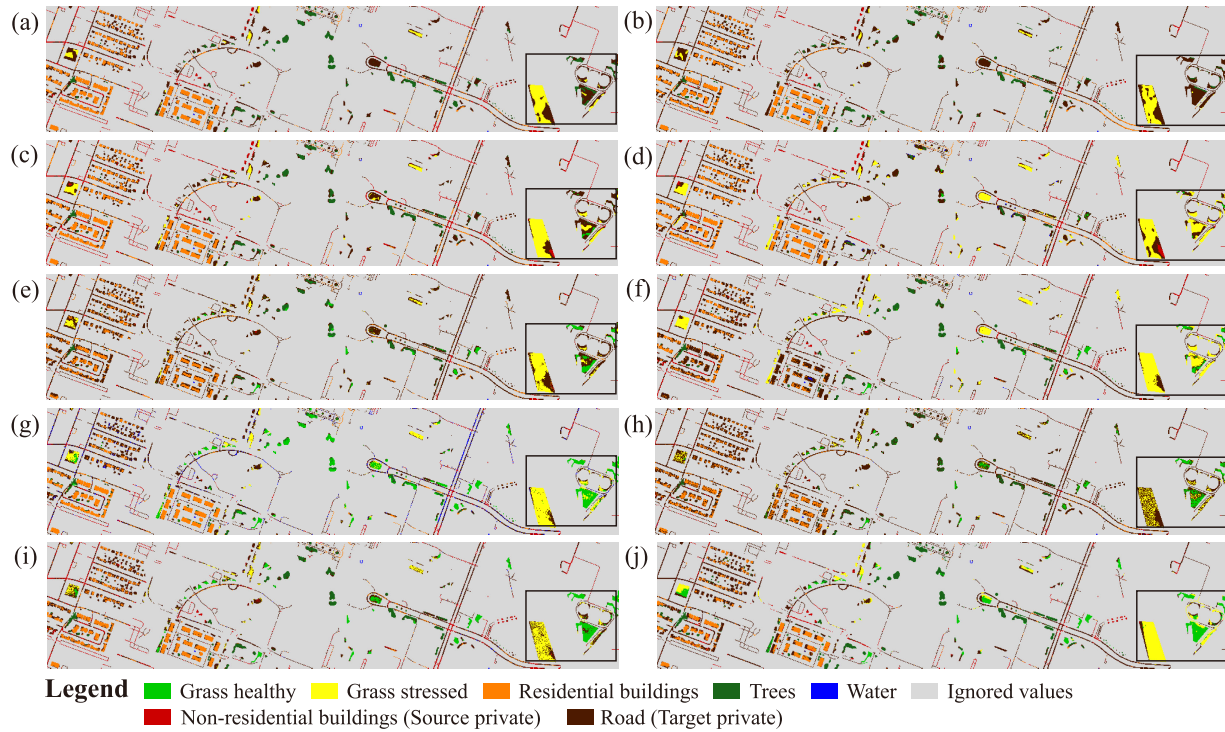 (a) (b)
(c) (d)
(e) (f)
(g) (h)
(i) (j)
Legend Grass healthy Grass stressed Residential buildings Trees Water Ignored values
Non-residential buildings (Source private) Road (Target private)